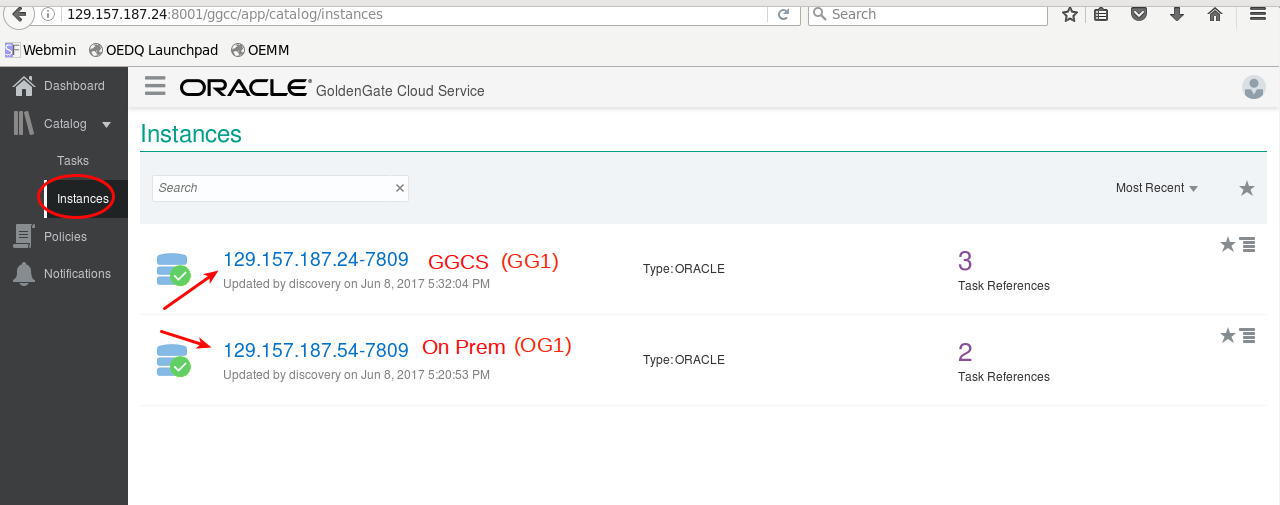 129.157.187.24:8001/ggcc/app/catalog/instances
Search
SF Webmin
OEDQ Launchpad
OEMM
Dashboard
ORACLE® GoldenGate Cloud Service
Catalog
Instances
Tasks
Search
Most Recent
Instances
Policies
Notifications
129.157.187.24-7809 GGCS (GG1)
Updated by discovery on Jun 8, 2017 5:32:04 PM
Type: ORACLE
3
Task References
129.157.187.54-7809 On Prem (OG1)
Updated by discovery on Jun 8, 2017 5:20:53 PM
Type: ORACLE
2
Task References